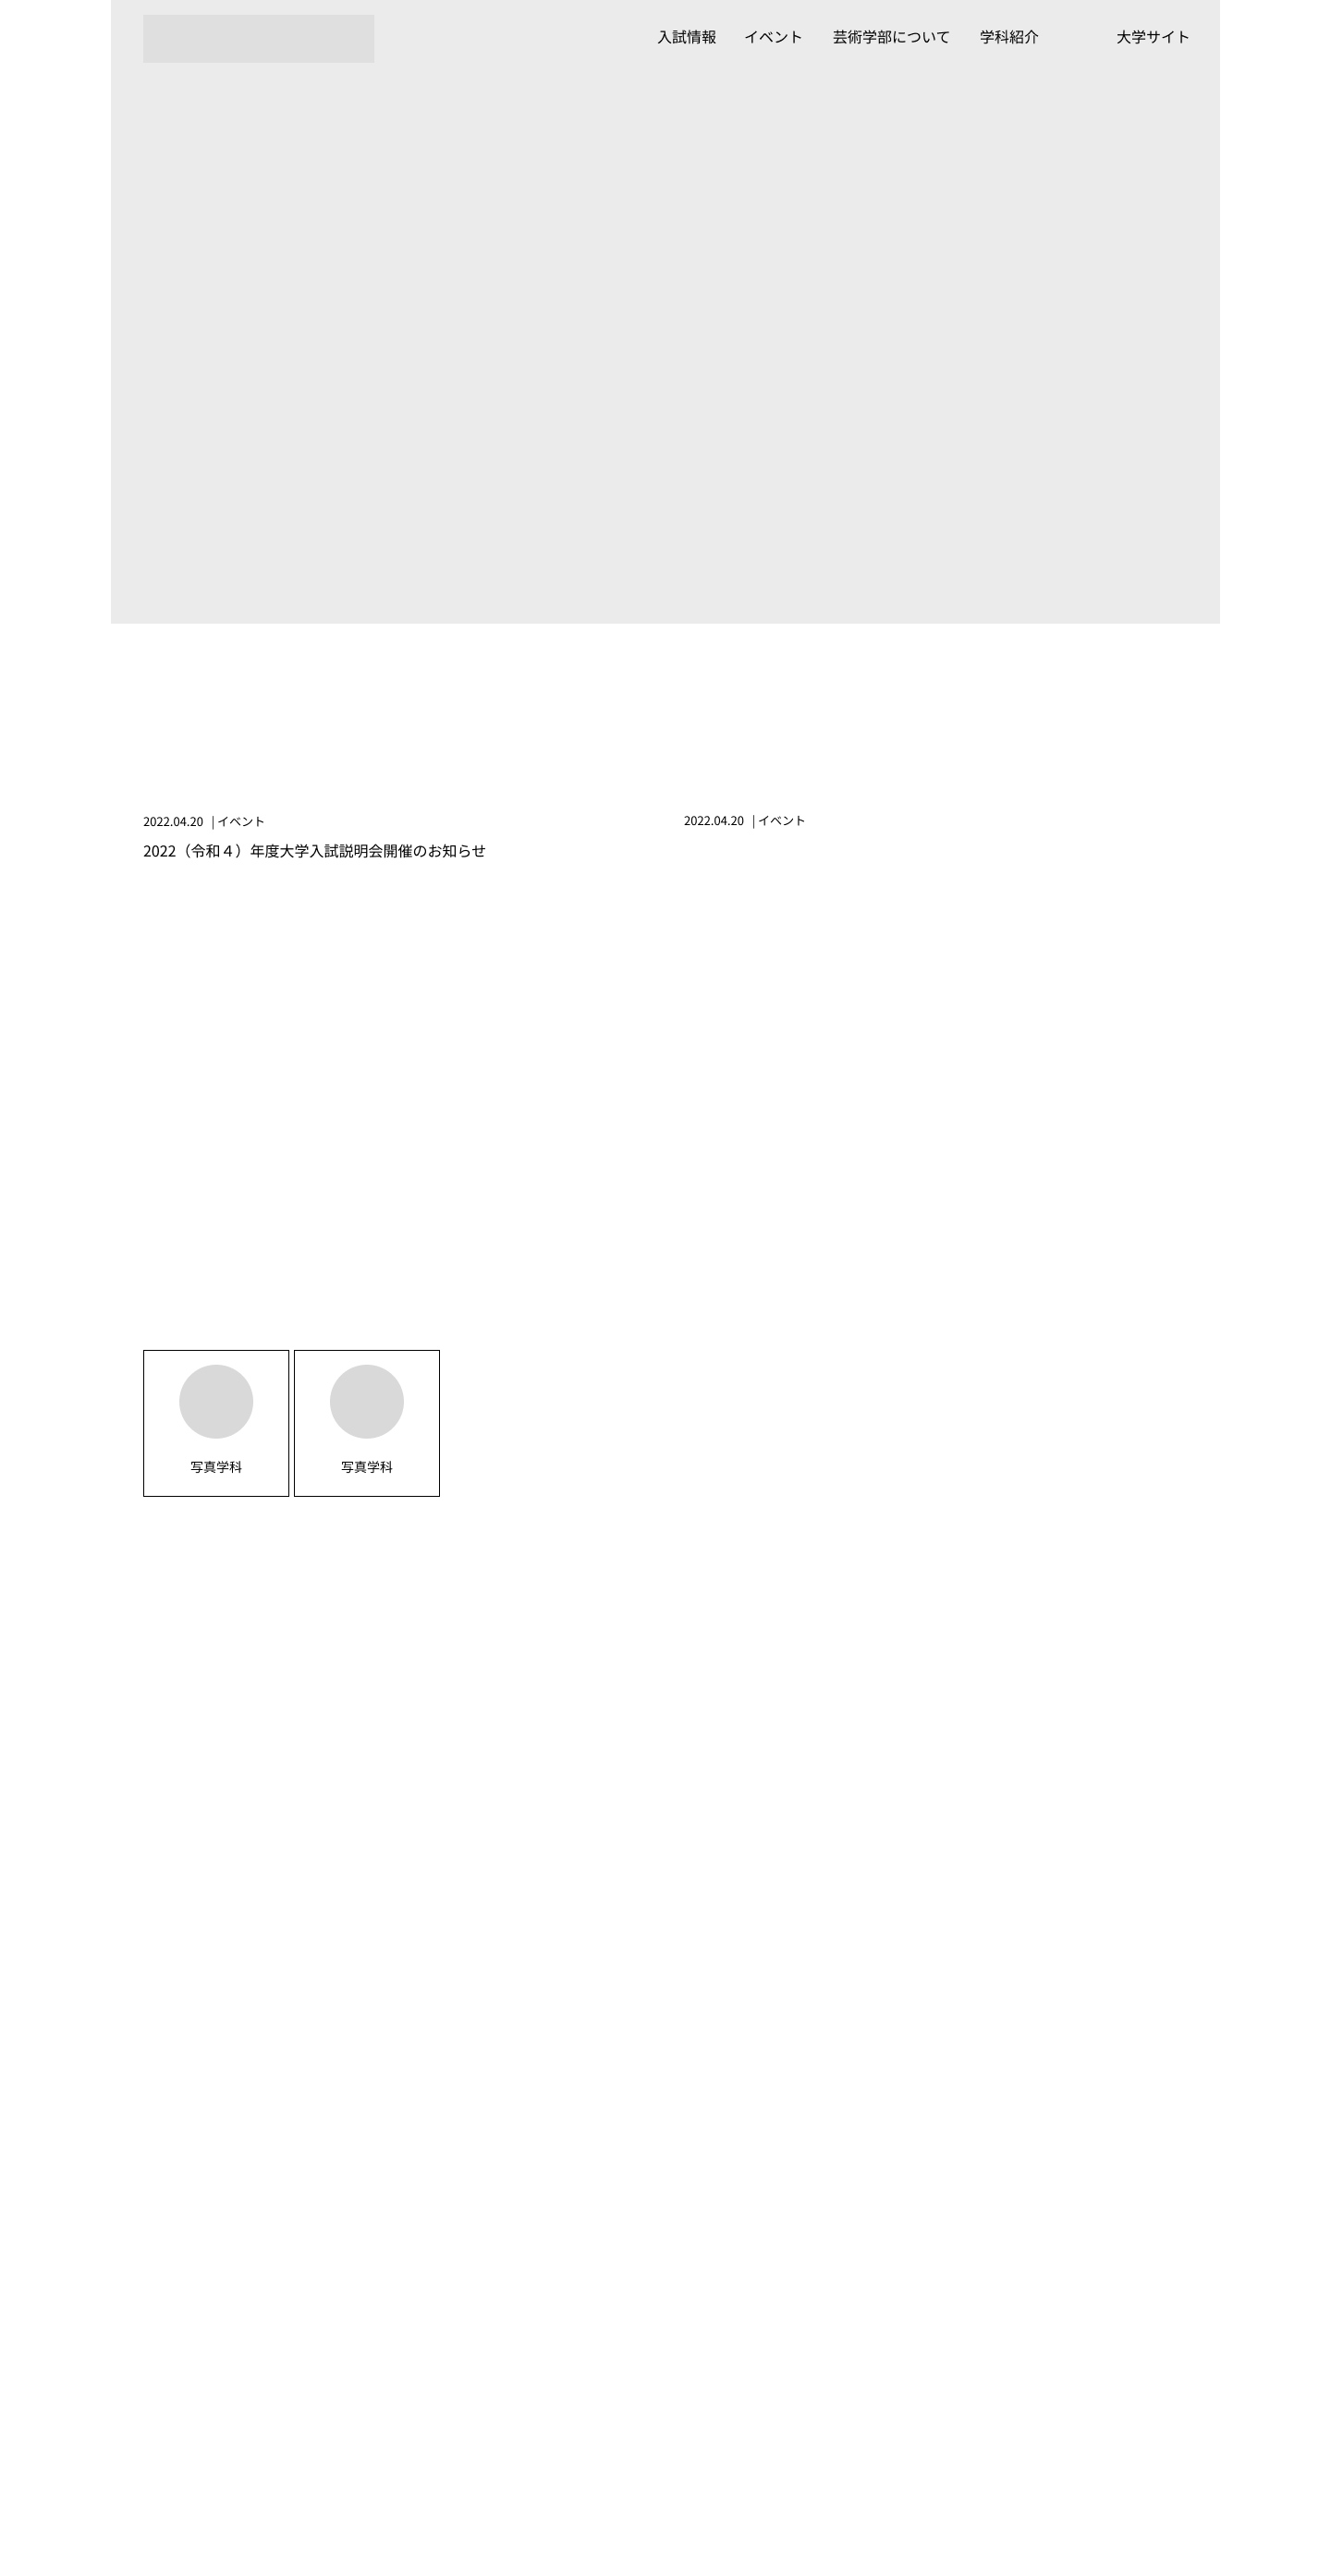 入試情報 イベント 芸術学部について 学科紹介 大学サイト
2022.04.20 | イベント
2022（令和４）年度大学入試説明会開催のお知らせ
2022.04.20 | イベント
写真学科 写真学科